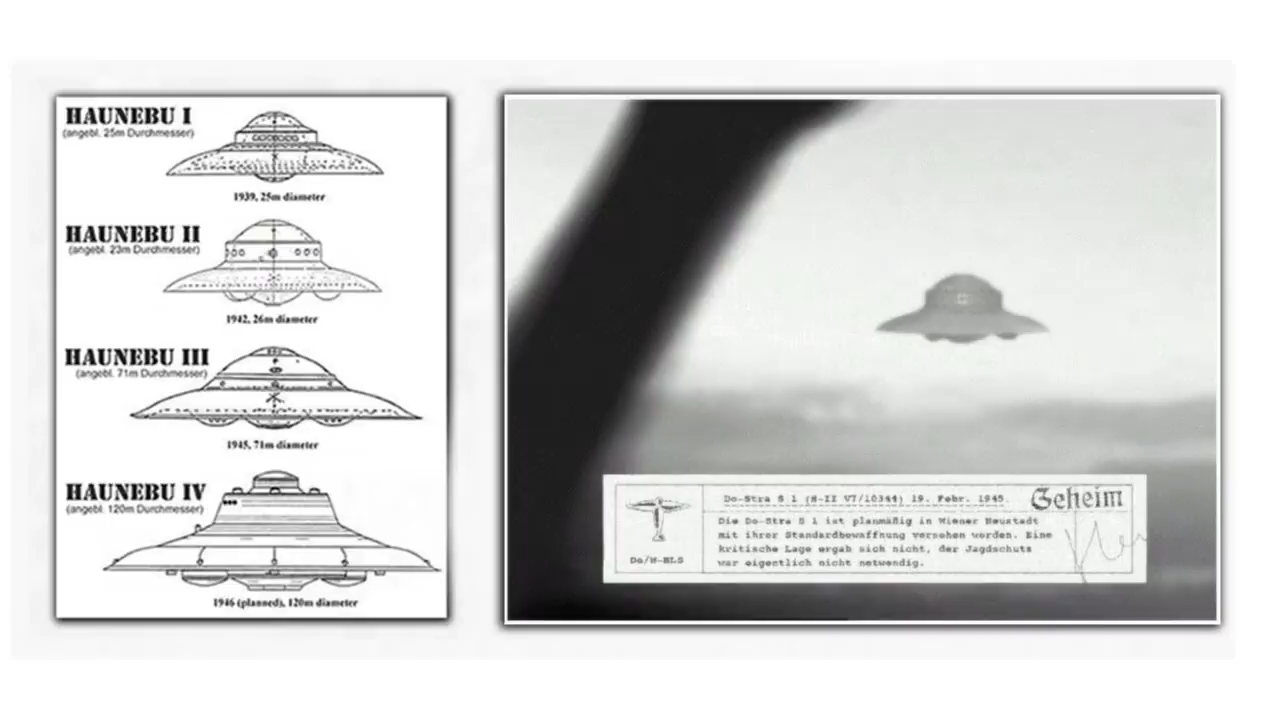 HAUNEBU I
(angebl. 25m Durchmesser)
1939, 25m diameter
HAUNEBU II
(angebl. 23m Durchmesser)
1942, 26m diameter
HAUNEBU III
(angebl. 71m Durchmesser)
1945, 71m diameter
HAUNEBU IV
(angebl. 120m Durchmesser)
1946 (planned), 120m diameter
Do-Stra S 1 (H-II V7/10344) 19. Febr. 1945.
Geheim
Die Do-Stra S 1 ist planmäßig in Wiener Neustadt
mit ihrer Standardbewaffnung versehen worden. Eine
kritische Lage ergab sich nicht, der Jagdschutz
war eigentlich nicht notwendig.
Do/H-BLS